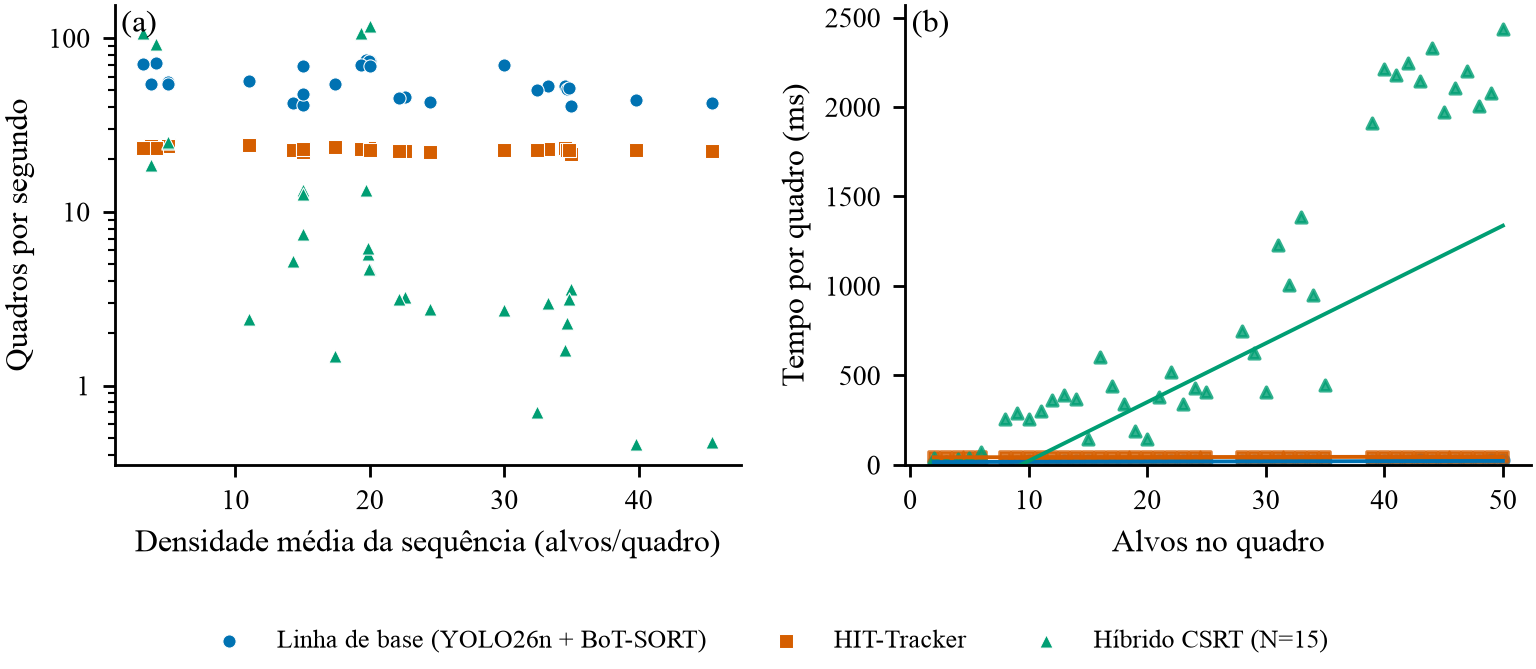 (a)
Quadros por segundo
100
10
1
10 20 30 40
Densidade média da sequência (alvos/quadro)
(b)
Tempo por quadro (ms)
2500
2000
1500
1000
500
0
0 10 20 30 40 50
Alvos no quadro
Linha de base (YOLO26n + BoT-SORT) HIT-Tracker Híbrido CSRT (N=15)